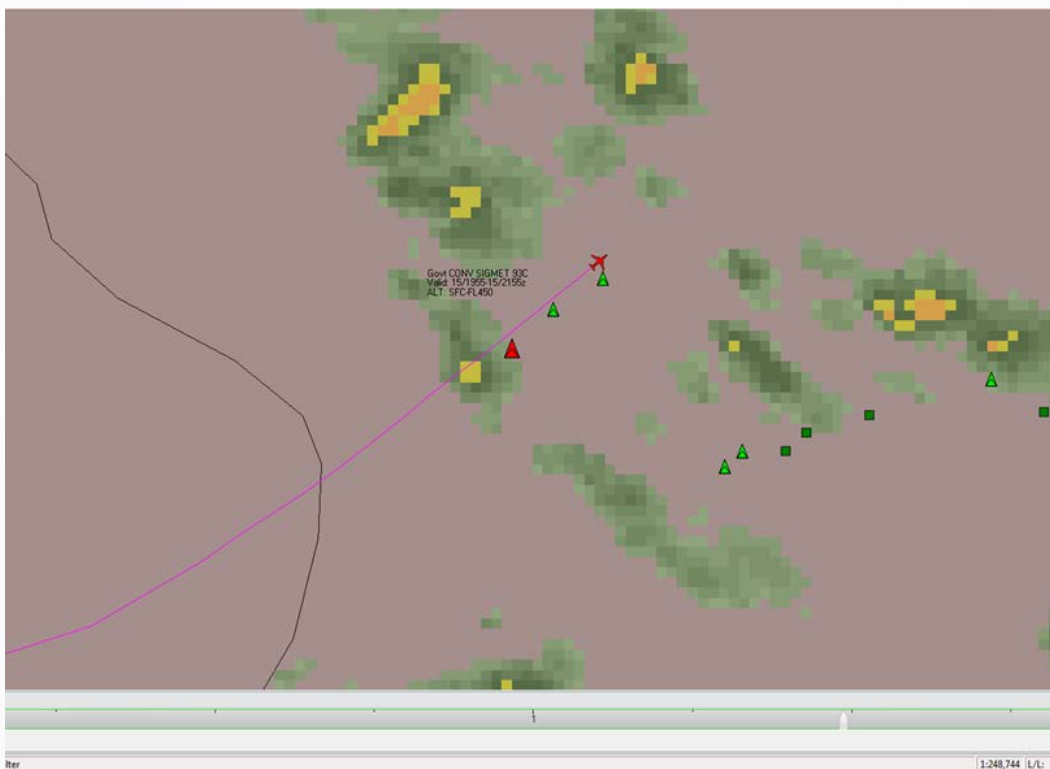 Govt CONV SIGMET 93C
Valid: 15/1955-15/2155z
ALT: SFC-FL450
1
lter
1:248,744 L/L: